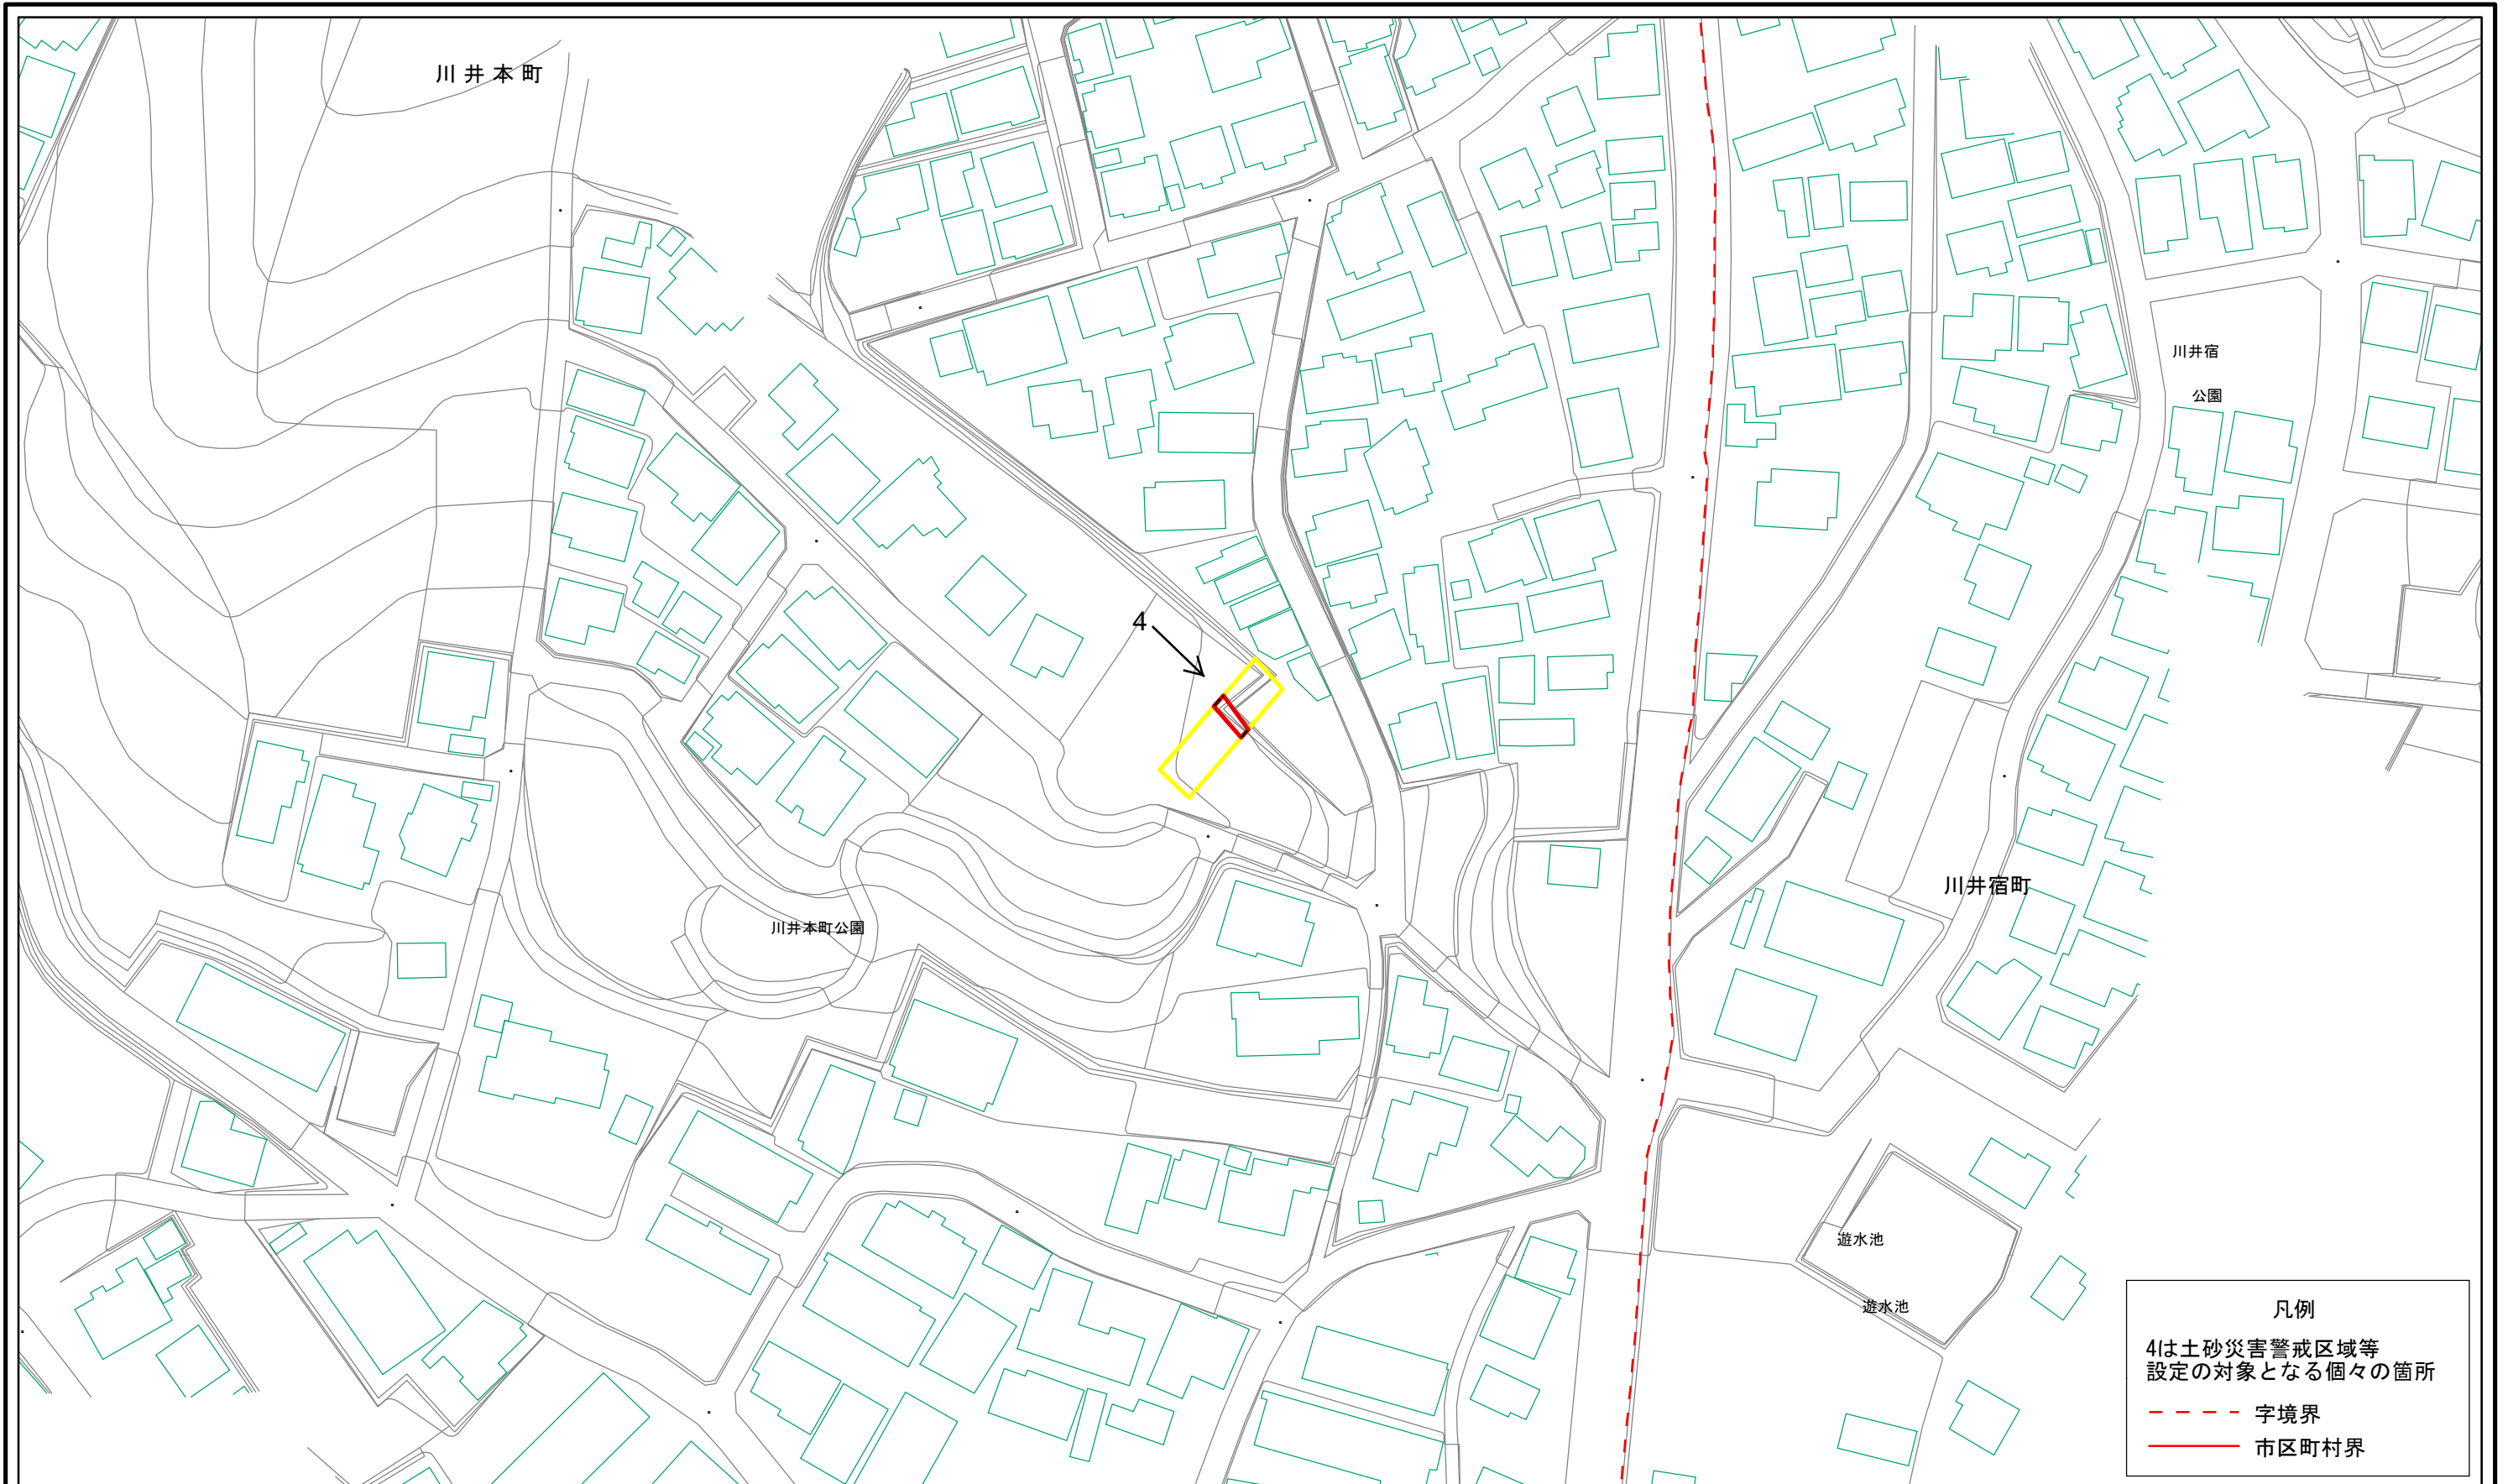 川井本町
川井宿
公園
4
川井宿町
川井本町公園
遊水池
遊水池
凡例
4は土砂災害警戒区域等
設定の対象となる個々の箇所
字境界
市区町村界